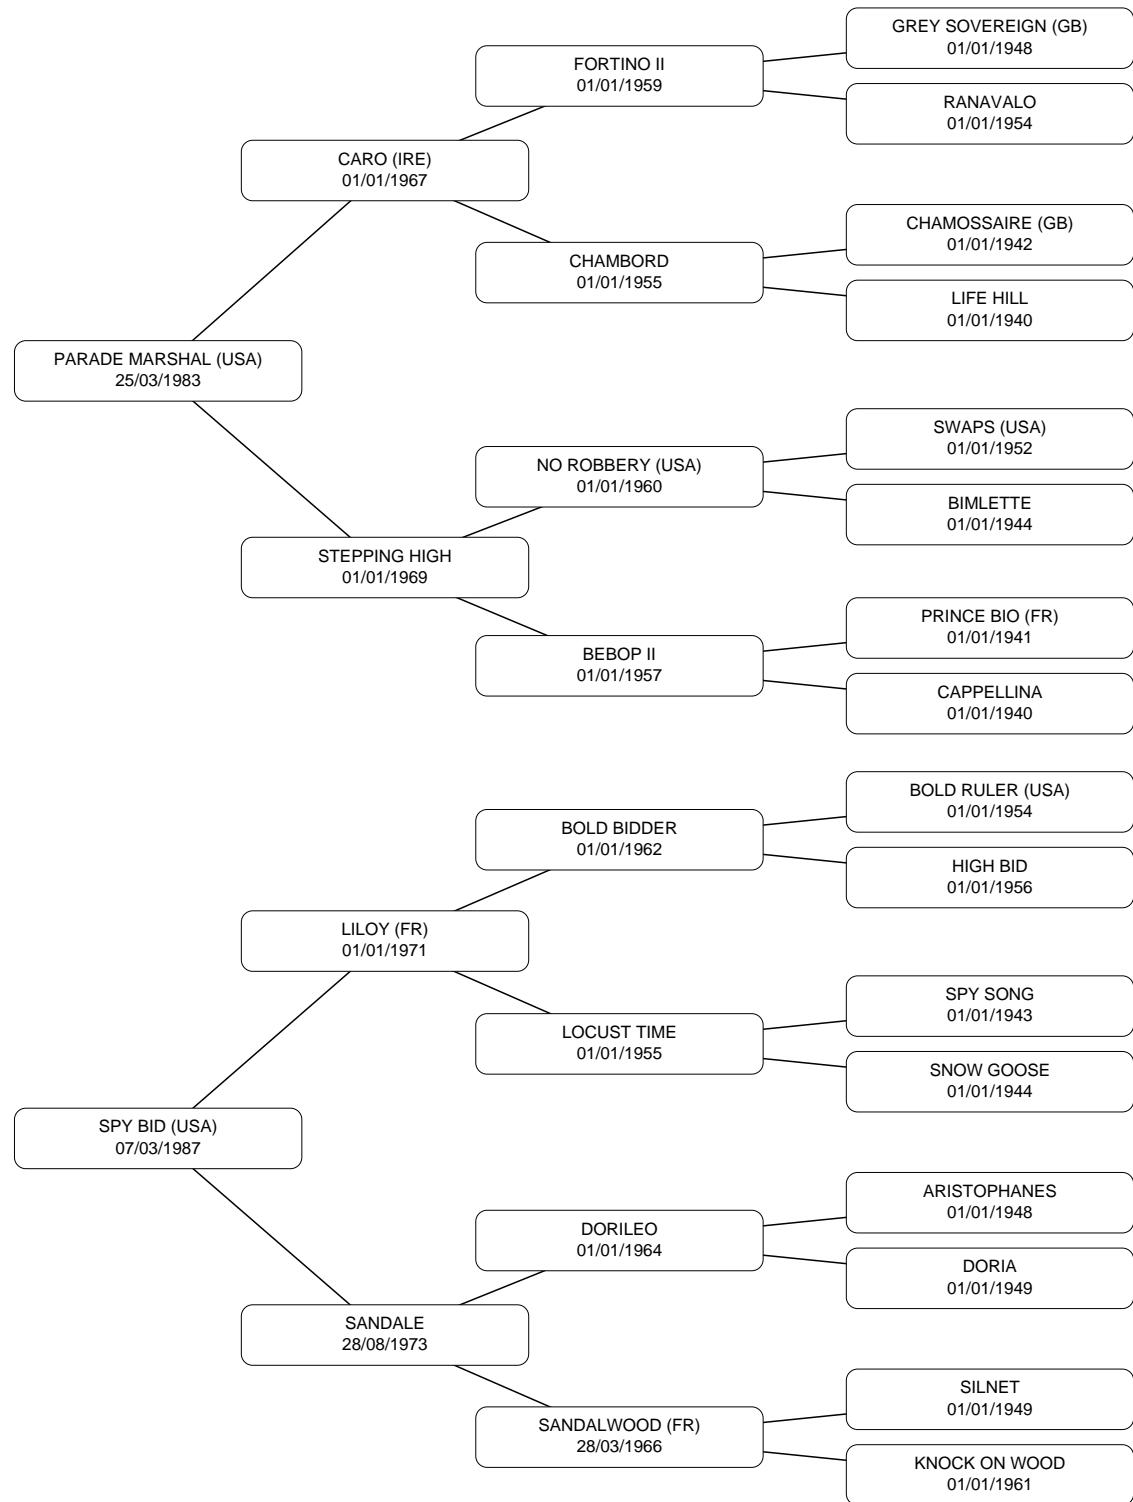 GREY SOVEREIGN (GB)
01/01/1948
FORTINO II
01/01/1959
RANAVALO
01/01/1954
CARO (IRE)
01/01/1967
CHAMOSSAIRE (GB)
01/01/1942
CHAMBORD
01/01/1955
LIFE HILL
01/01/1940
PARADE MARSHAL (USA)
25/03/1983
SWAPS (USA)
01/01/1952
NO ROBBERY (USA)
01/01/1960
BIMLETTE
01/01/1944
STEPPING HIGH
01/01/1969
PRINCE BIO (FR)
01/01/1941
BEBOP II
01/01/1957
CAPPELLINA
01/01/1940
BOLD RULER (USA)
01/01/1954
BOLD BIDDER
01/01/1962
HIGH BID
01/01/1956
LILOY (FR)
01/01/1971
SPY SONG
01/01/1943
LOCUST TIME
01/01/1955
SNOW GOOSE
01/01/1944
SPY BID (USA)
07/03/1987
ARISTOPHANES
01/01/1948
DORILEO
01/01/1964
DORIA
01/01/1949
SANDALE
28/08/1973
SILNET
01/01/1949
SANDALWOOD (FR)
28/03/1966
KNOCK ON WOOD
01/01/1961